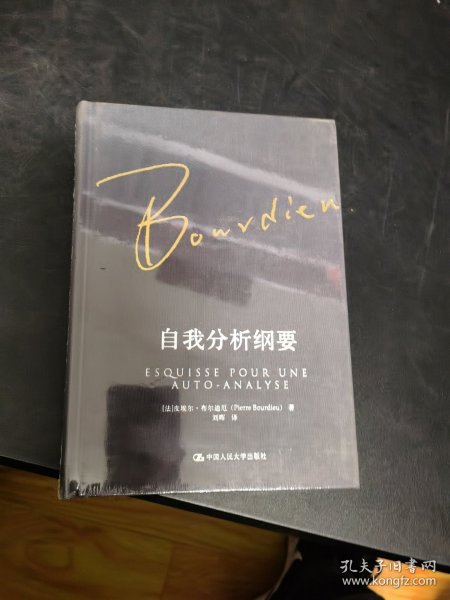 Bourdieu
自我分析纲要
ESQUISSE POUR UNE
AUTO-ANALYSE
[法]皮埃尔·布尔迪厄（Pierre Bourdieu） 著
刘晖 译
中国人民大学出版社
孔夫子旧书网
www.kongfz.com